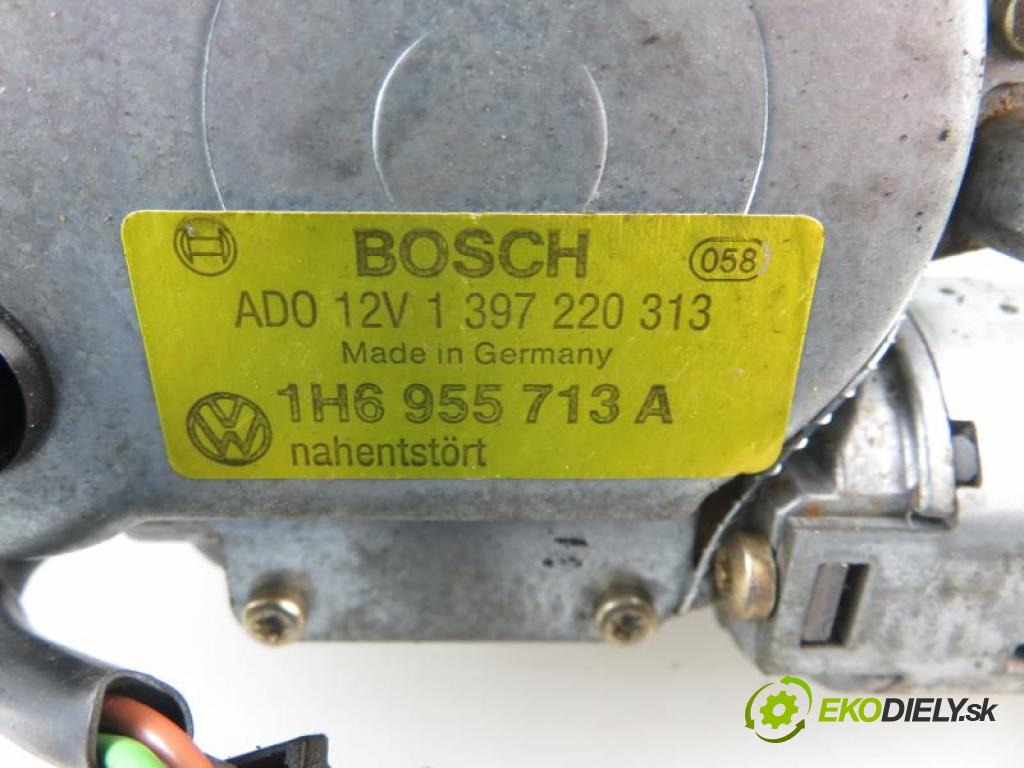 BOSCH 058
ADO 12V 1 397 220 313
Made in Germany
1H6 955 713 A
nahentstört
EKODIELY.sk